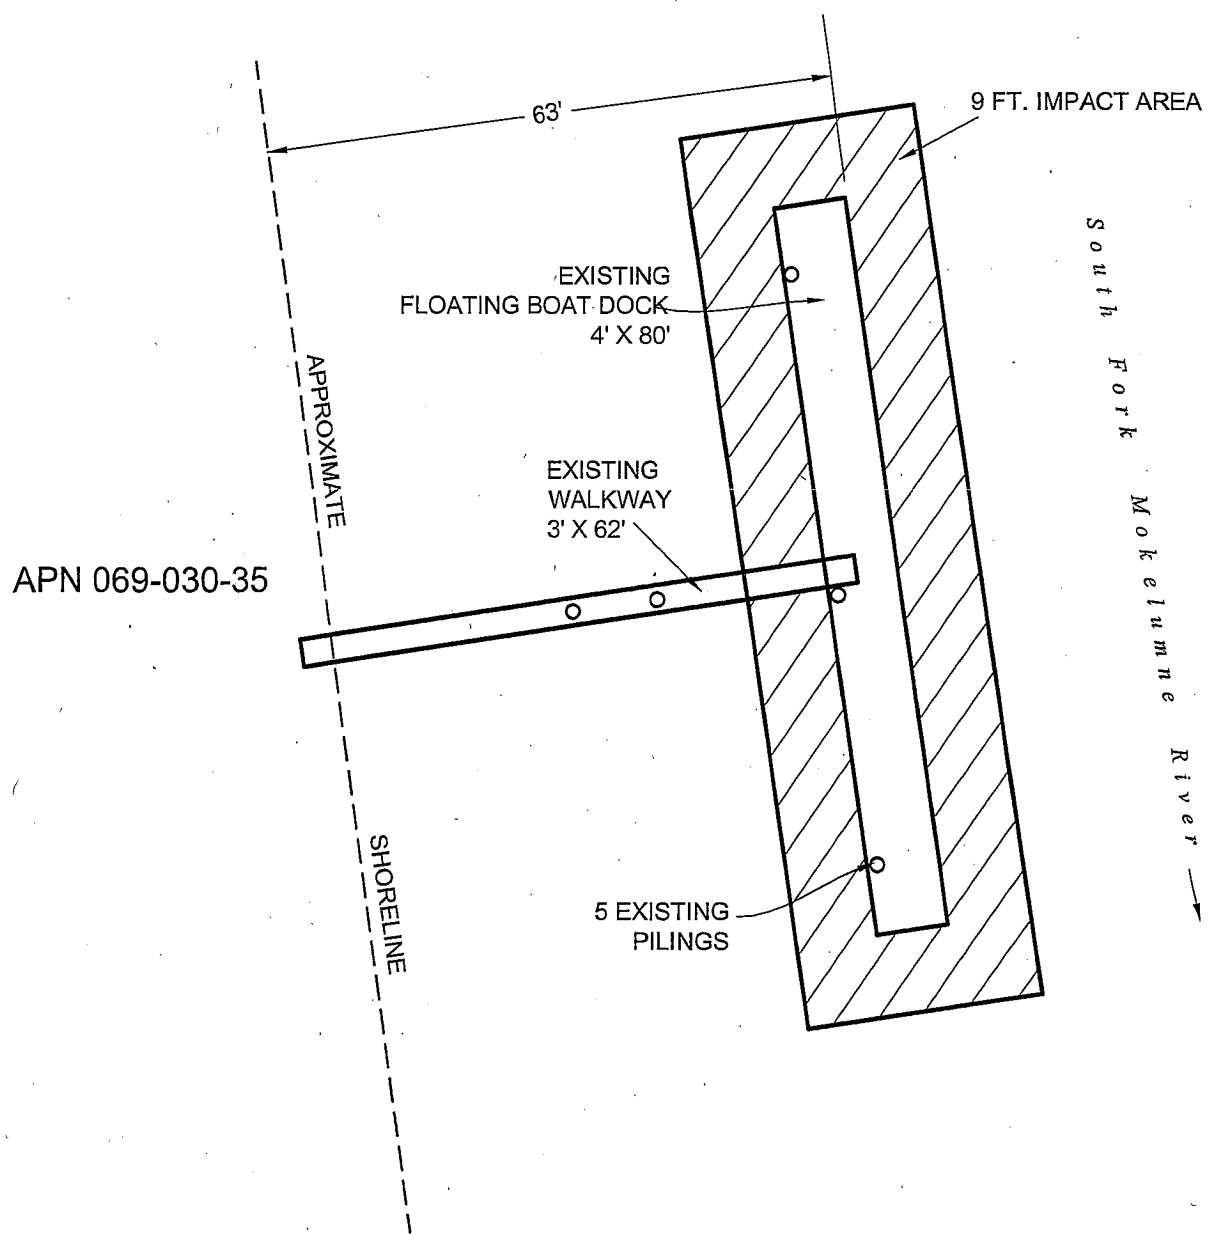 63'
9 FT. IMPACT AREA
EXISTING
FLOATING BOAT DOCK
4' X 80'
South Fork Mokelumne River
APPROXIMATE
EXISTING
WALKWAY
3' X 62'
APN 069-030-35
SHORELINE
5 EXISTING
PILINGS